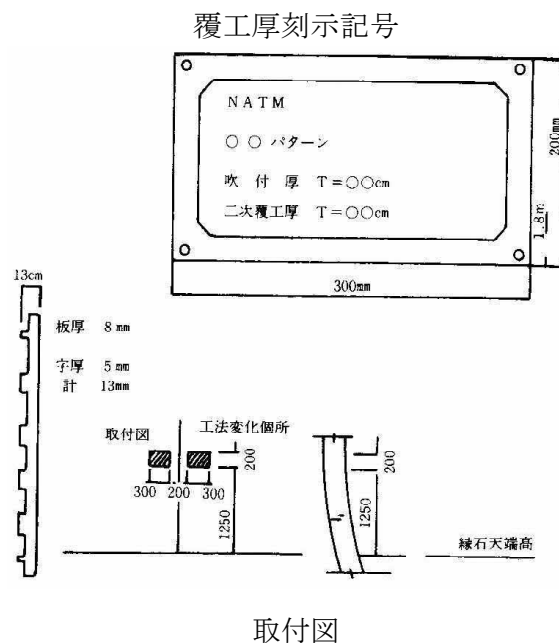 覆工厚刻示記号
NATM
○○パターン
吹付厚 T=○○cm
二次覆工厚 T=○○cm
200mm
1.8m
300mm
13cm
板厚 8mm
字厚 5mm
計 13mm
取付図
工法変化個所
200
300 200 300
1250
200
1250
縁石天端高
取付図